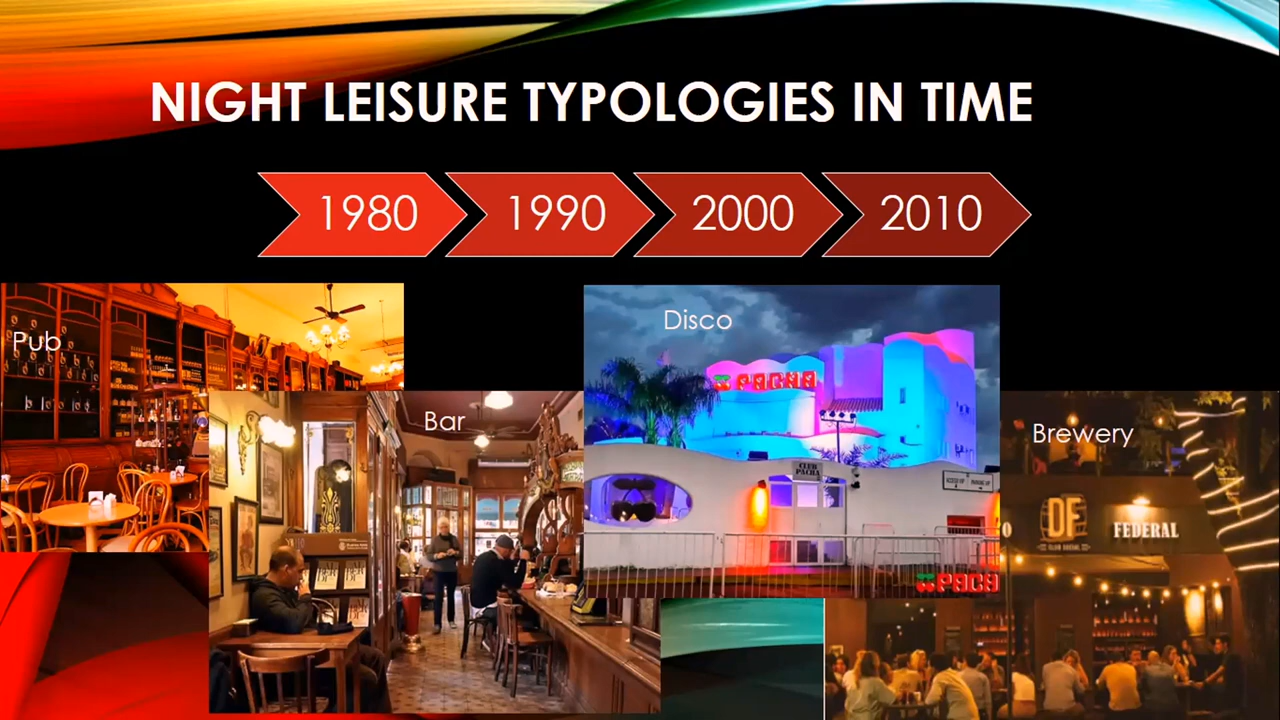 NIGHT LEISURE TYPOLOGIES IN TIME
1980
1990
2000
2010
Pub
Bar
Disco
PACHA
CLUB
PACHA
PACHA
Brewery
DF
FEDERAL